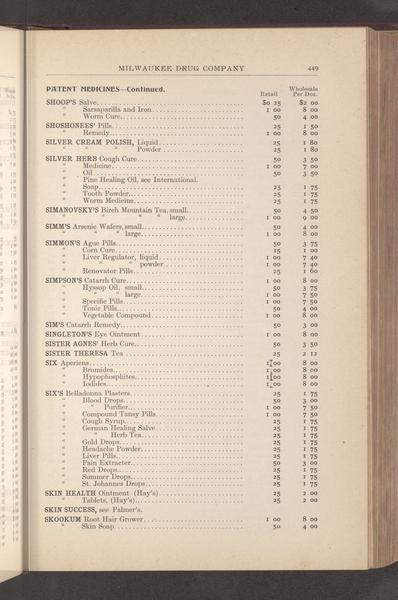 MILWAUKEE DRUG COMPANY 449
PATENT MEDICINES—Continued.
Retail Wholesale Per Doz.
SHOOP'S Salve $0 25 $2 00
" Sarsaparilla and Iron 1 00 8 00
" Worm Cure 50 4 00
SHOSHONEES' Pills 25 1 50
" Remedy 1 00 8 00
SILVER CREAM POLISH, Liquid 25 1 80
" " " Powder 25 1 80
SILVER HERB Cough Cure 50 3 50
" Medicine 1 00 7 00
" Oil 50 3 50
" Pine Healing Oil, see International.
" Soap 25 1 75
" Tooth Powder 25 1 75
" Worm Medicine 25 1 75
SIMANOVSKY'S Birch Mountain Tea, small 50 4 50
" " " " large 1 00 9 00
SIMM'S Arsenic Wafers, small 50 4 00
" " " large 1 00 8 00
SIMMON'S Ague Pills 50 3 75
" Corn Cure 15 1 00
" Liver Regulator, liquid 1 00 7 40
" " " powder 1 00 7 40
" Renovator Pills 25 1 60
SIMPSON'S Catarrh Cure 1 00 8 00
" Hyssop Oil, small 50 3 75
" " " large 1 00 7 50
" Specific Pills 1 00 7 50
" Tonic Pills 50 4 00
" Vegetable Compound 1 00 8 00
SIM'S Catarrh Remedy 50 3 00
SINGLETON'S Eye Ointment 1 00 8 00
SISTER AGNES' Herb Cure 50 3 50
SISTER THERESA Tea 25 2 12
SIX Aperiens 1 00 8 00
" Bromides 1 00 8 00
" Hypophosphites 1 00 8 00
" Iodides 1 00 8 00
SIX'S Belladonna Plasters 25 1 75
" Blood Drops 50 3 00
" " Purifier 1 00 7 50
" Compound Tansy Pills 1 00 7 50
" Cough Syrup 25 1 75
" German Healing Salve 25 1 75
" " Herb Tea 25 1 75
" Gold Drops 25 1 75
" Headache Powder 25 1 75
" Liver Pills 25 1 75
" Pain Extracter 50 3 00
" Red Drops 25 1 75
" Summer Drops 25 1 75
" St. Johannes Drops 25 1 75
SKIN HEALTH Ointment (Hay's) 25 2 00
" Tablets, (Hay's) 25 2 00
SKIN SUCCESS, see Palmer's.
SKOOKUM Root Hair Grower 1 00 8 00
" Skin Soap 50 4 00